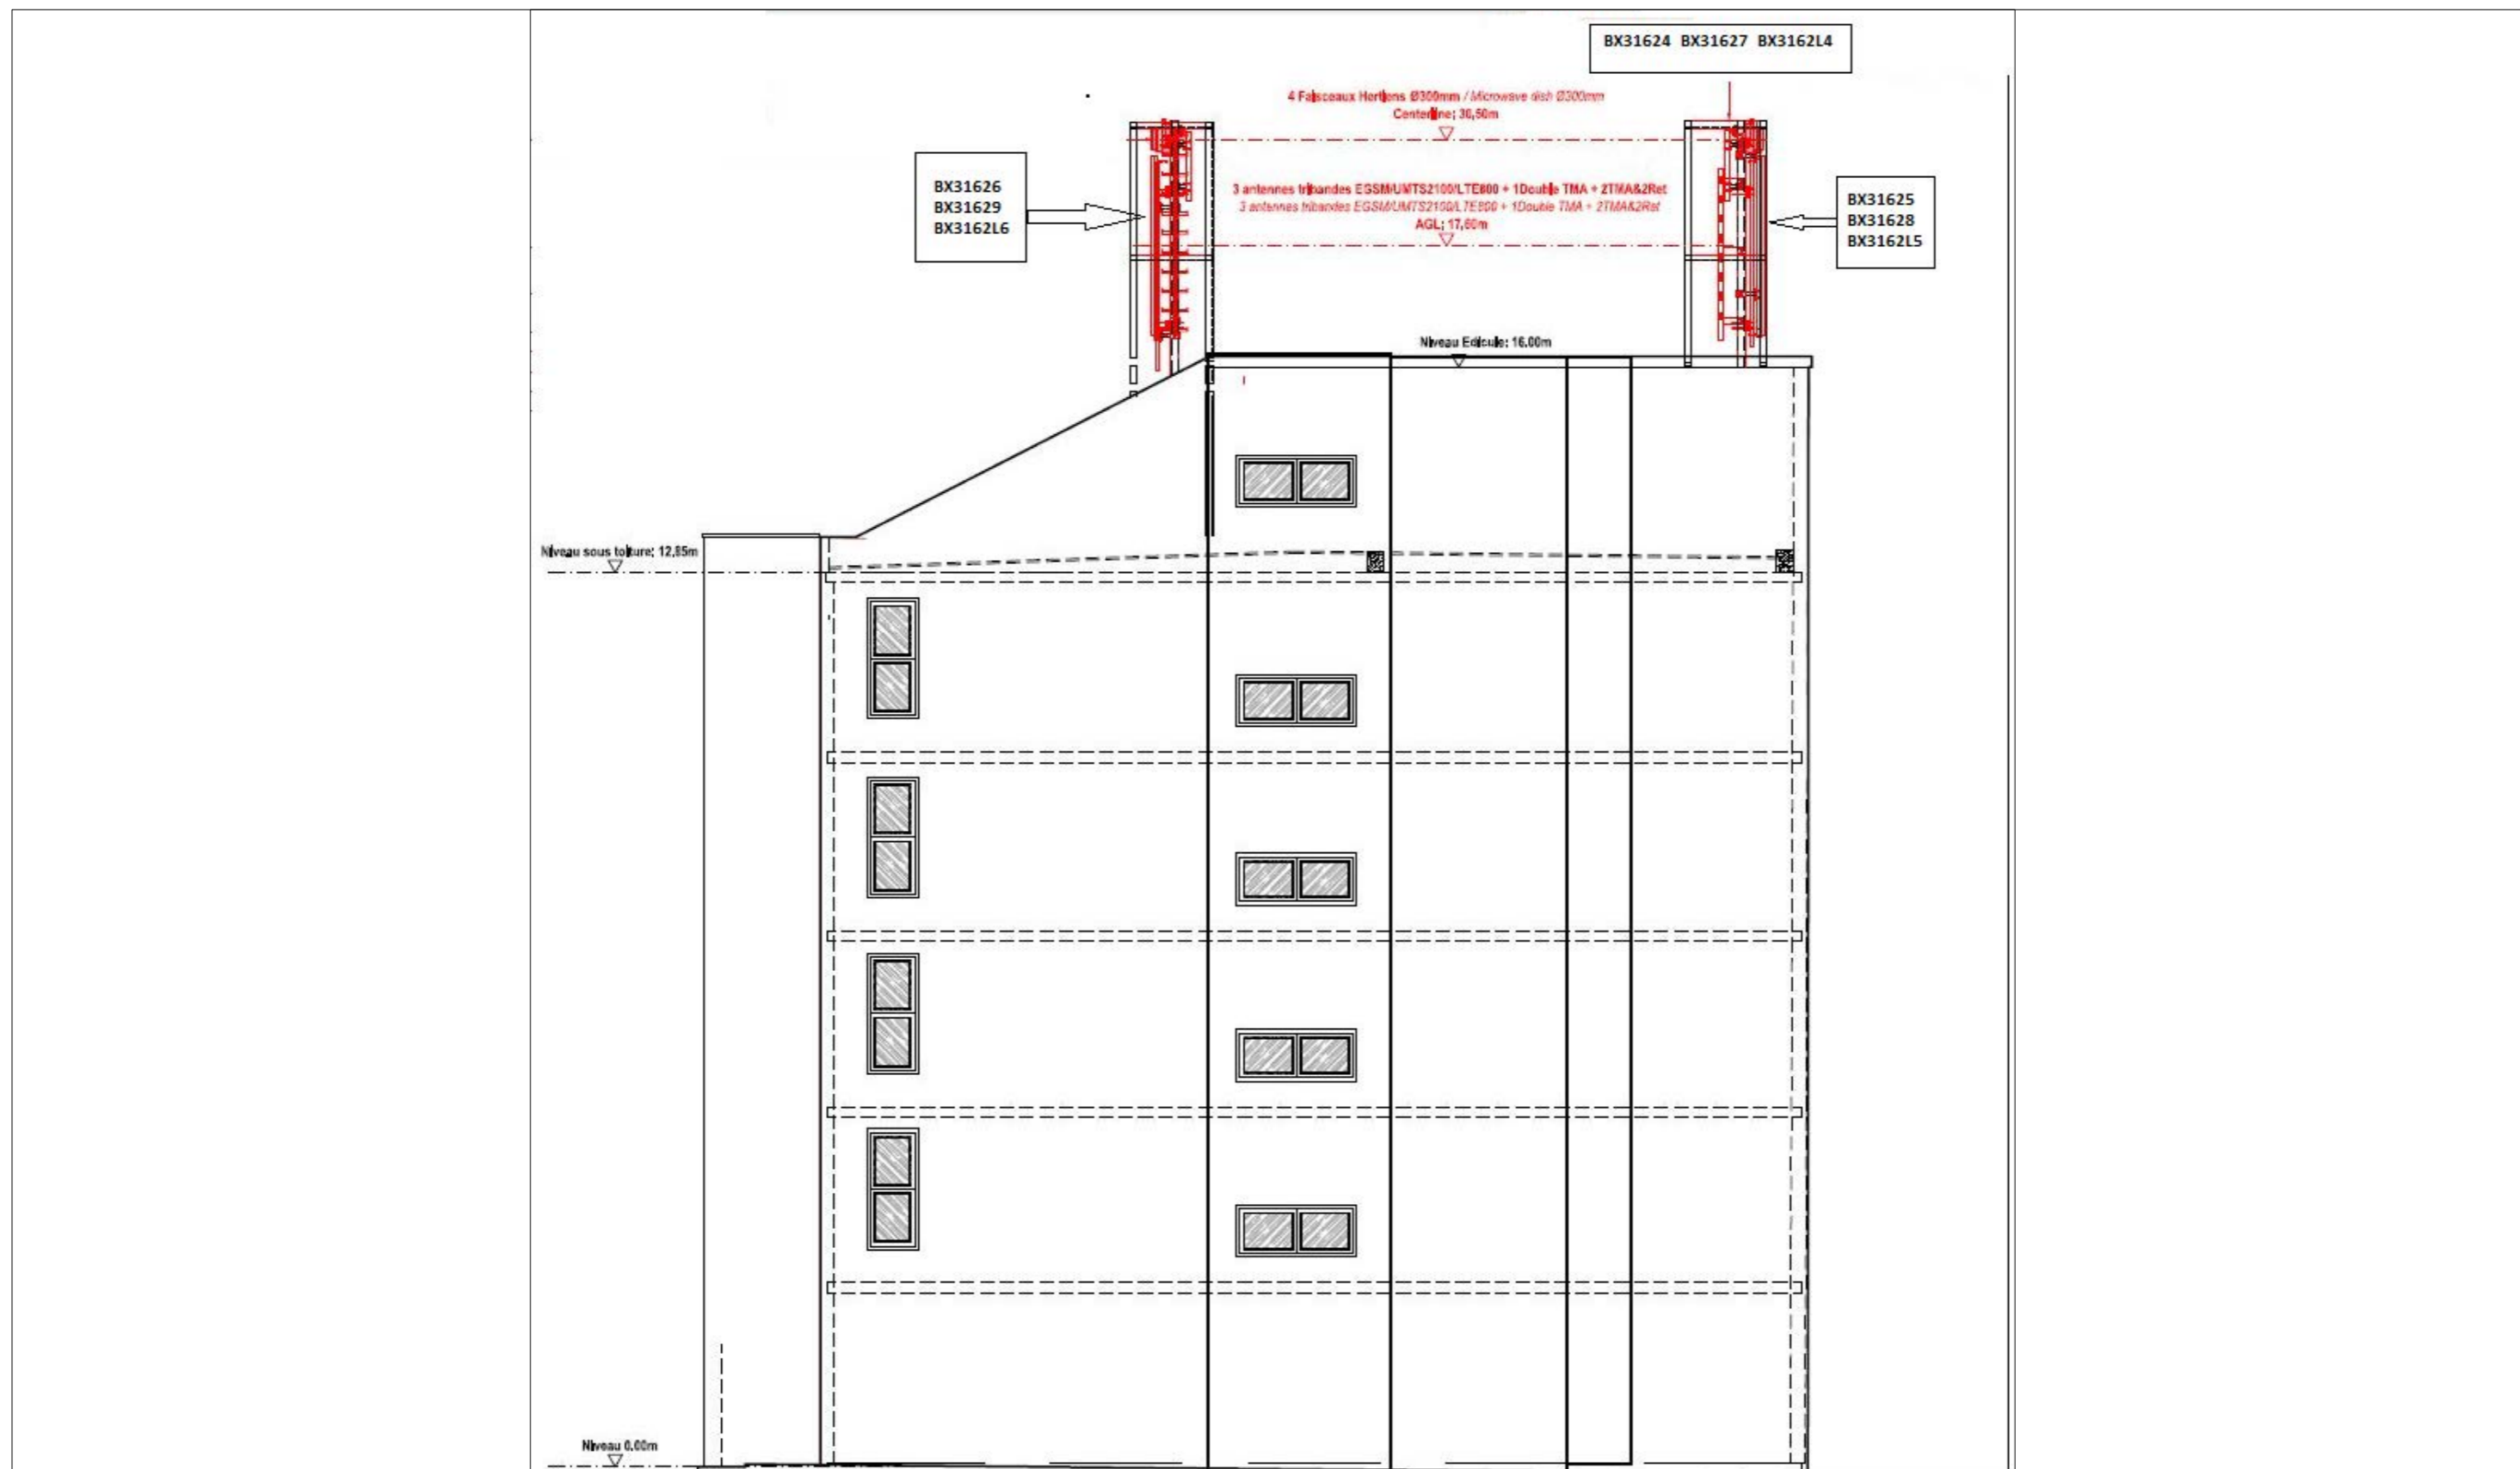 BX31624 BX31627 BX3162L4
4 Faisceaux Hertiens Ø300mm / Microwave dish Ø300mm
Centerline; 30,50m
BX31626
BX31629
BX3162L6
3 antennes tribandes EGSM/UMTS2100/LTE800 + 1Double TMA + 2TMA&2Ret
3 antennes tribandes EGSM/UMTS2100/LTE800 + 1Double TMA + 2TMA&2Ret
AGL; 17,60m
BX31625
BX31628
BX3162L5
Niveau Edicule; 16.00m
Niveau sous toiture; 12,85m
Niveau 0.00m